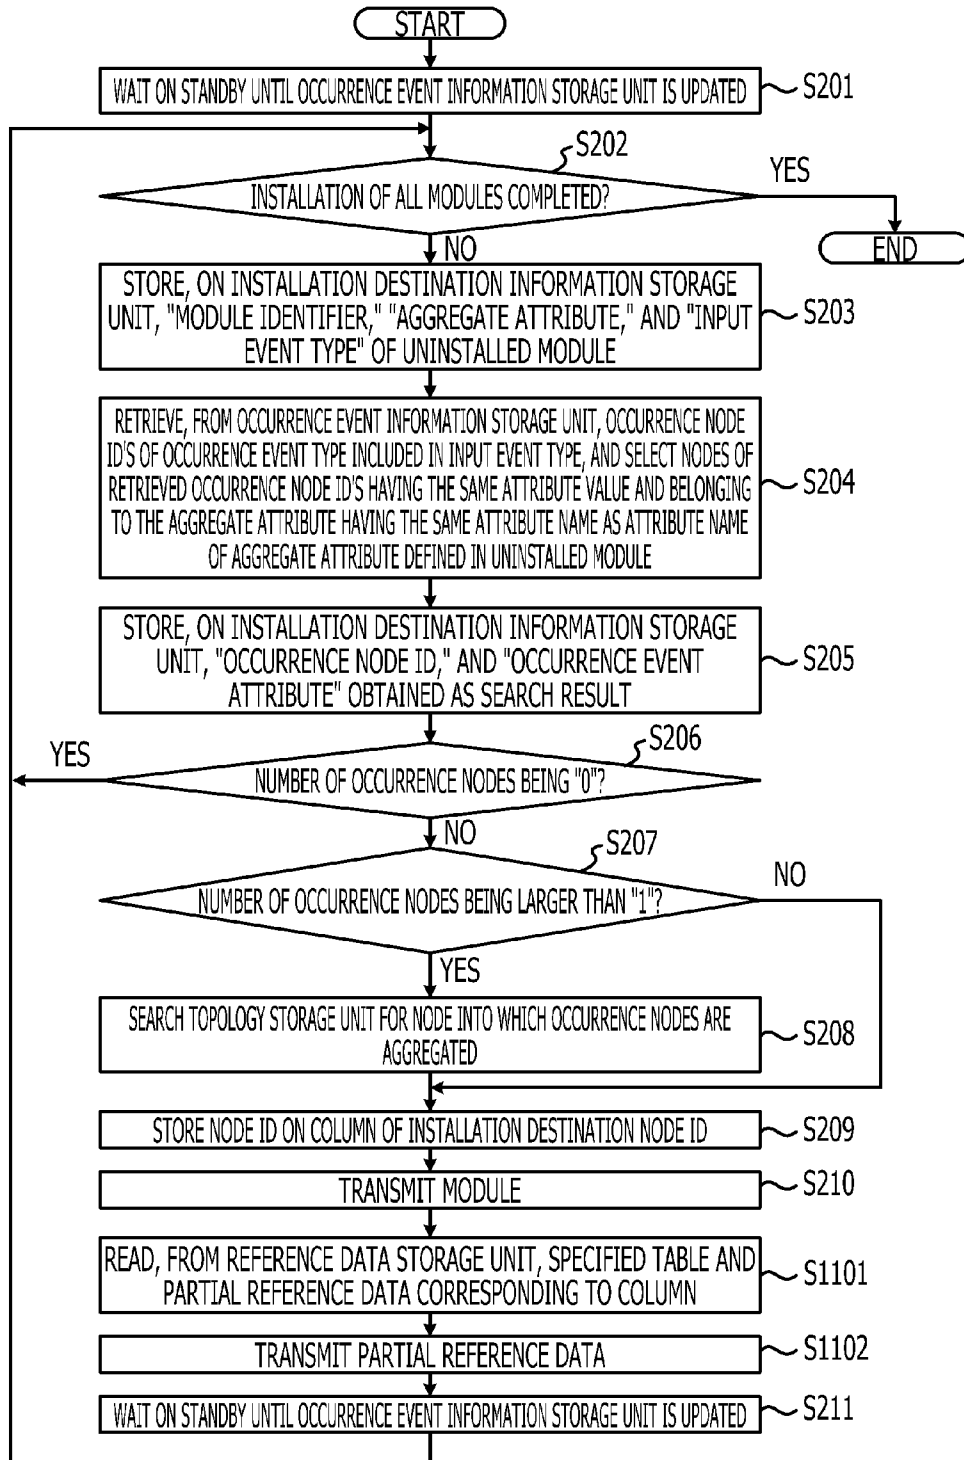 START
WAIT ON STANDBY UNTIL OCCURRENCE EVENT INFORMATION STORAGE UNIT IS UPDATED
S201
S202
INSTALLATION OF ALL MODULES COMPLETED?
YES
END
NO
STORE, ON INSTALLATION DESTINATION INFORMATION STORAGE
UNIT, "MODULE IDENTIFIER," "AGGREGATE ATTRIBUTE," AND "INPUT
EVENT TYPE" OF UNINSTALLED MODULE
S203
RETRIEVE, FROM OCCURRENCE EVENT INFORMATION STORAGE UNIT, OCCURRENCE NODE
ID'S OF OCCURRENCE EVENT TYPE INCLUDED IN INPUT EVENT TYPE, AND SELECT NODES OF
RETRIEVED OCCURRENCE NODE ID'S HAVING THE SAME ATTRIBUTE VALUE AND BELONGING
TO THE AGGREGATE ATTRIBUTE HAVING THE SAME ATTRIBUTE NAME AS ATTRIBUTE NAME
OF AGGREGATE ATTRIBUTE DEFINED IN UNINSTALLED MODULE
S204
STORE, ON INSTALLATION DESTINATION INFORMATION STORAGE
UNIT, "OCCURRENCE NODE ID," AND "OCCURRENCE EVENT
ATTRIBUTE" OBTAINED AS SEARCH RESULT
S205
S206
YES
NUMBER OF OCCURRENCE NODES BEING "0"?
NO
S207
NUMBER OF OCCURRENCE NODES BEING LARGER THAN "1"?
NO
YES
SEARCH TOPOLOGY STORAGE UNIT FOR NODE INTO WHICH OCCURRENCE NODES ARE
AGGREGATED
S208
STORE NODE ID ON COLUMN OF INSTALLATION DESTINATION NODE ID
S209
TRANSMIT MODULE
S210
READ, FROM REFERENCE DATA STORAGE UNIT, SPECIFIED TABLE AND
PARTIAL REFERENCE DATA CORRESPONDING TO COLUMN
S1101
TRANSMIT PARTIAL REFERENCE DATA
S1102
WAIT ON STANDBY UNTIL OCCURRENCE EVENT INFORMATION STORAGE UNIT IS UPDATED
S211